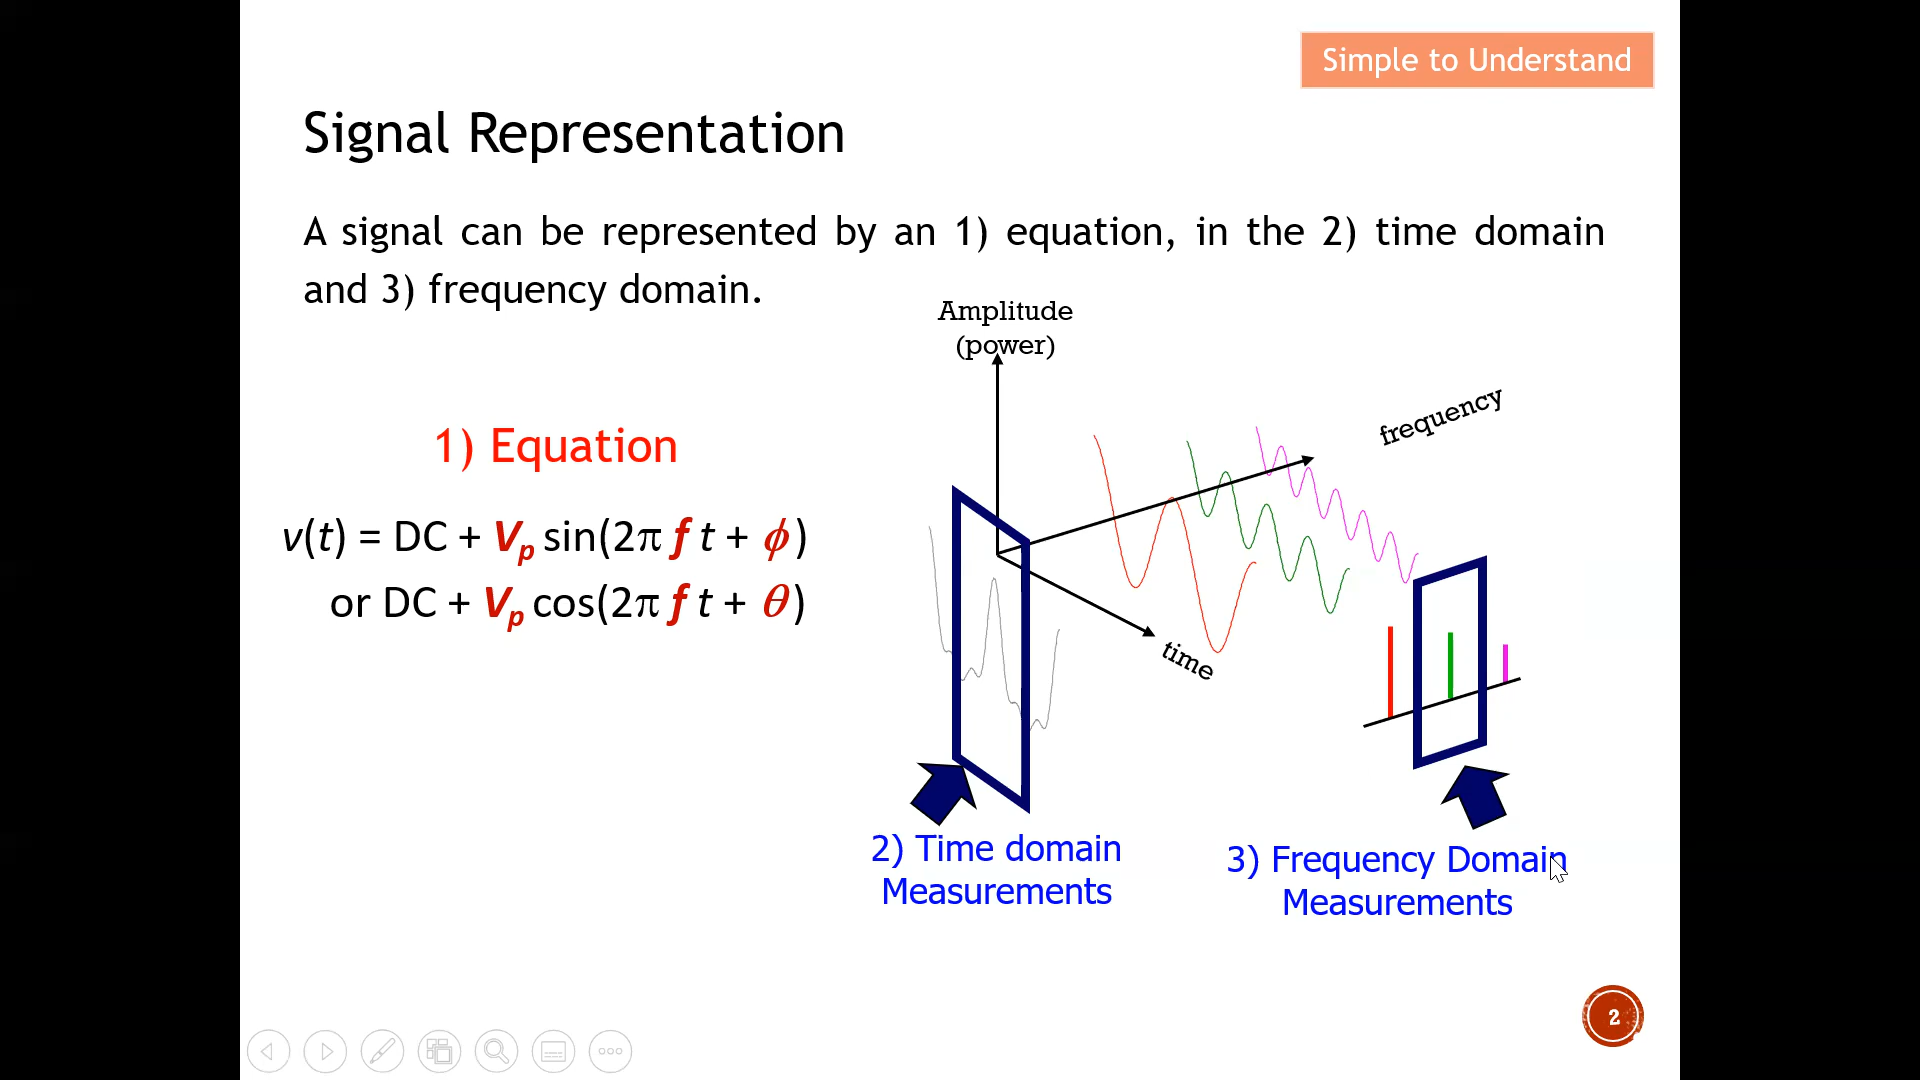 Simple to Understand
Signal Representation
A signal can be represented by an 1) equation, in the 2) time domain
and 3) frequency domain.
Amplitude
(power)
frequency
time
1) Equation
v(t) = DC + Vp sin(2π f t + ϕ)
or DC + Vp cos(2π f t + θ)
2) Time domain
Measurements
3) Frequency Domain
Measurements
2